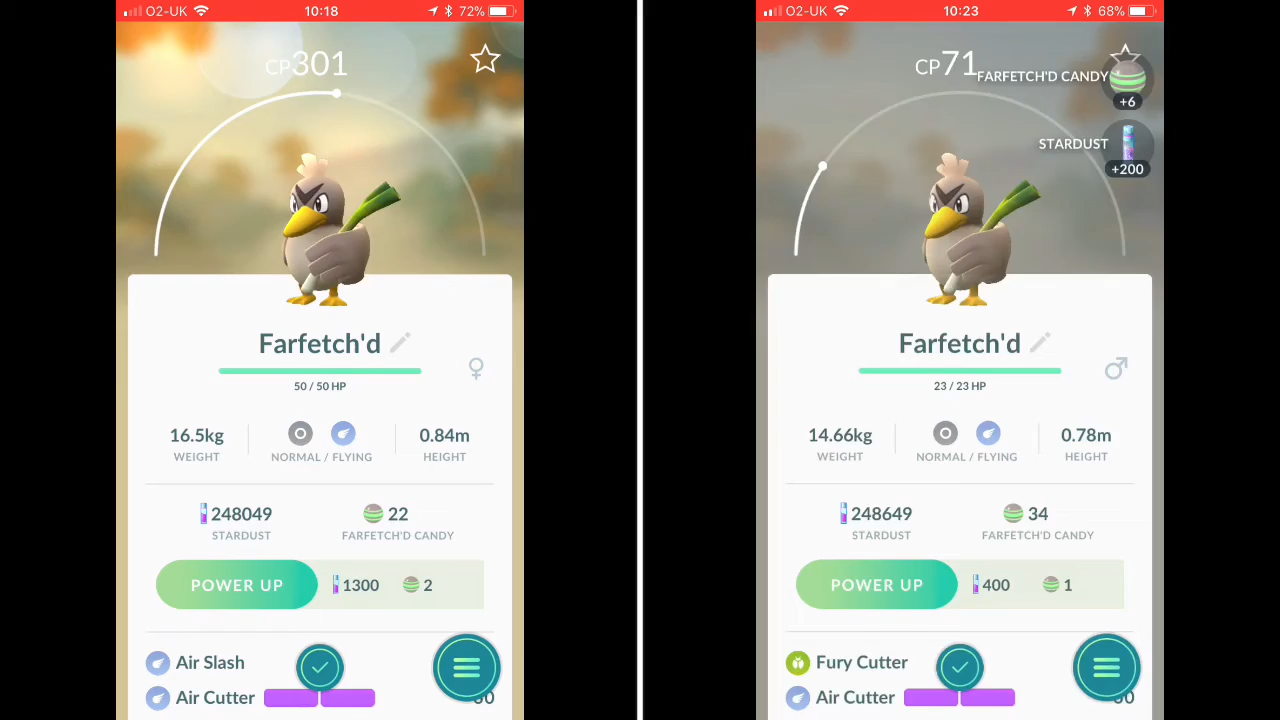 O2-UK 10:18 72%
CP301
Farfetch'd
50 / 50 HP
16.5kg
WEIGHT
NORMAL / FLYING
0.84m
HEIGHT
248049
STARDUST
22
FARFETCH'D CANDY
POWER UP 1300 2
Air Slash
Air Cutter
O2-UK 10:23 68%
CP71
FARFETCH'D CANDY
+6
STARDUST
+200
Farfetch'd
23 / 23 HP
14.66kg
WEIGHT
NORMAL / FLYING
0.78m
HEIGHT
248649
STARDUST
34
FARFETCH'D CANDY
POWER UP 400 1
Fury Cutter
Air Cutter